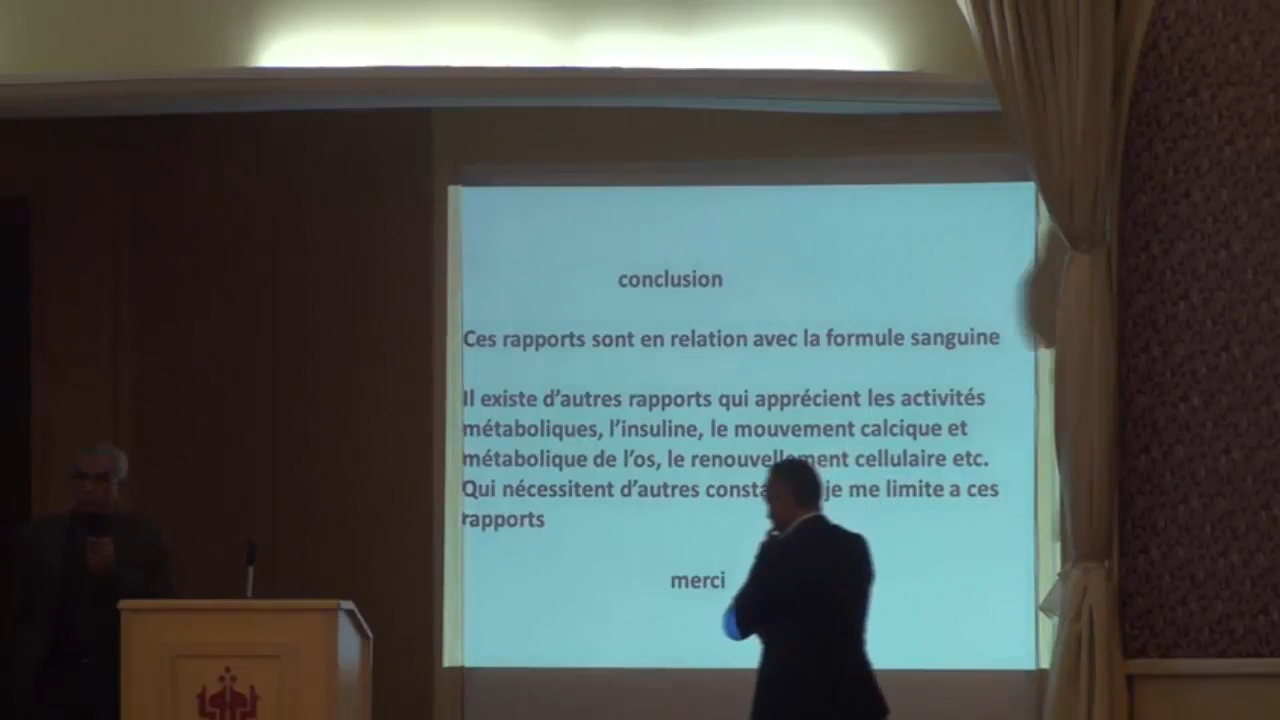 conclusion
Ces rapports sont en relation avec la formule sanguine
Il existe d'autres rapports qui apprécient les activités
métaboliques, l'insuline, le mouvement calcique et
métabolique de l'os, le renouvellement cellulaire etc.
Qui nécessitent d'autres je me limite a ces
rapports
merci